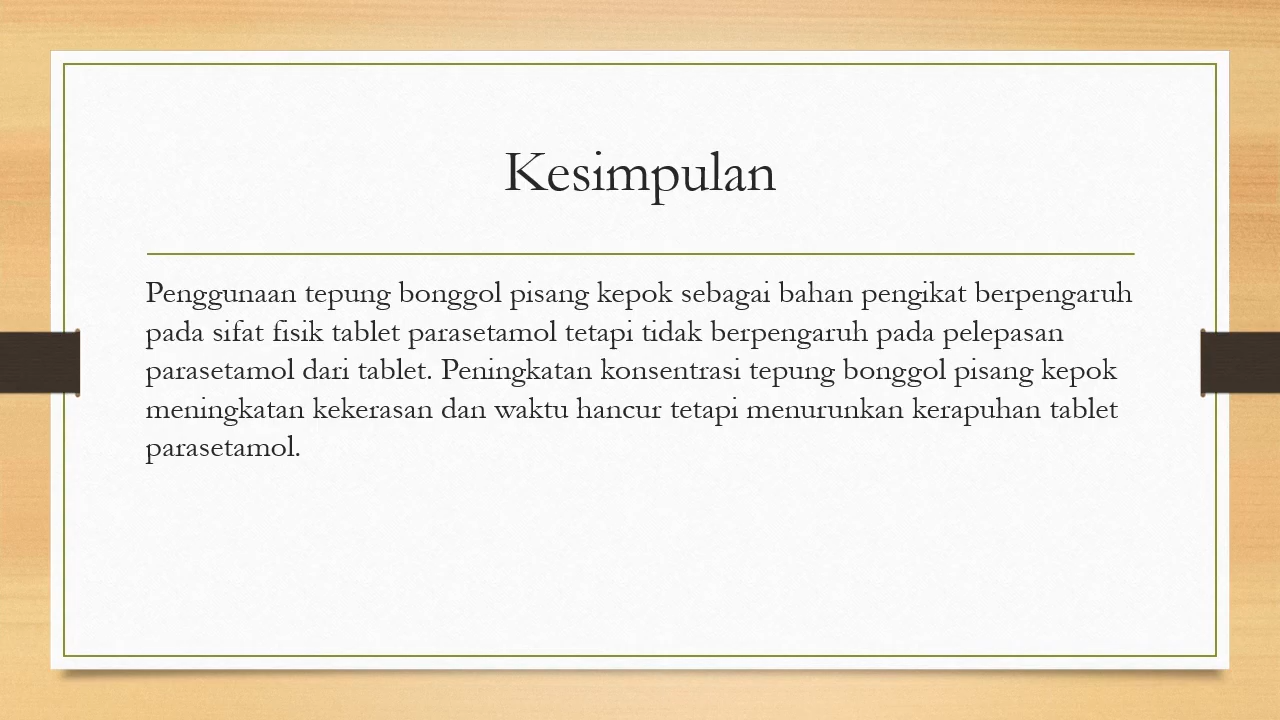 Kesimpulan
Penggunaan tepung bonggol pisang kepok sebagai bahan pengikat berpengaruh
pada sifat fisik tablet parasetamol tetapi tidak berpengaruh pada pelepasan
parasetamol dari tablet. Peningkatan konsentrasi tepung bonggol pisang kepok
meningkatan kekerasan dan waktu hancur tetapi menurunkan kerapuhan tablet
parasetamol.